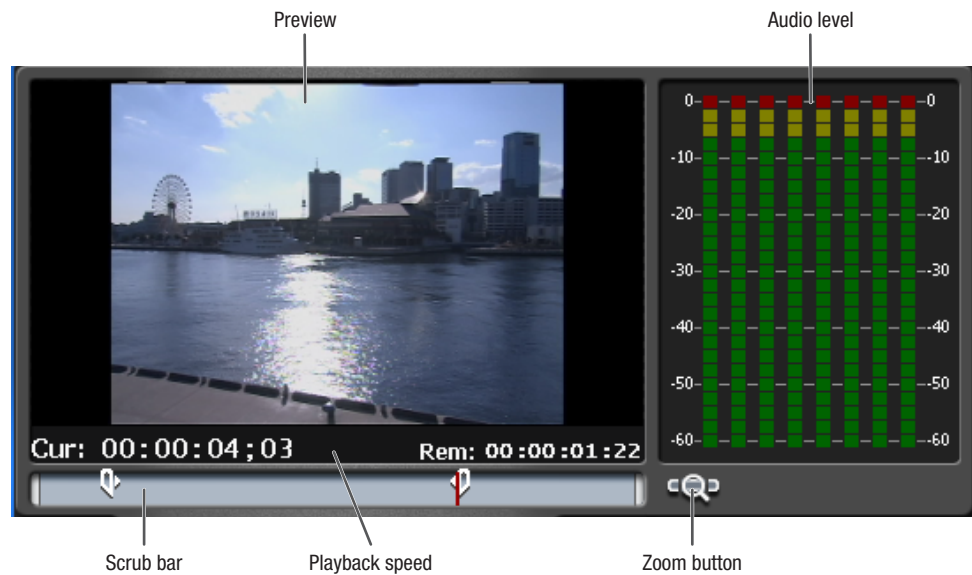 Preview
Audio level
0- -0
-10- -10
-20- -20
-30- -30
-40- -40
-50- -50
-60- -60
Cur: 00:00:04;03
Rem: 00:00:01:22
Scrub bar
Playback speed
Zoom button